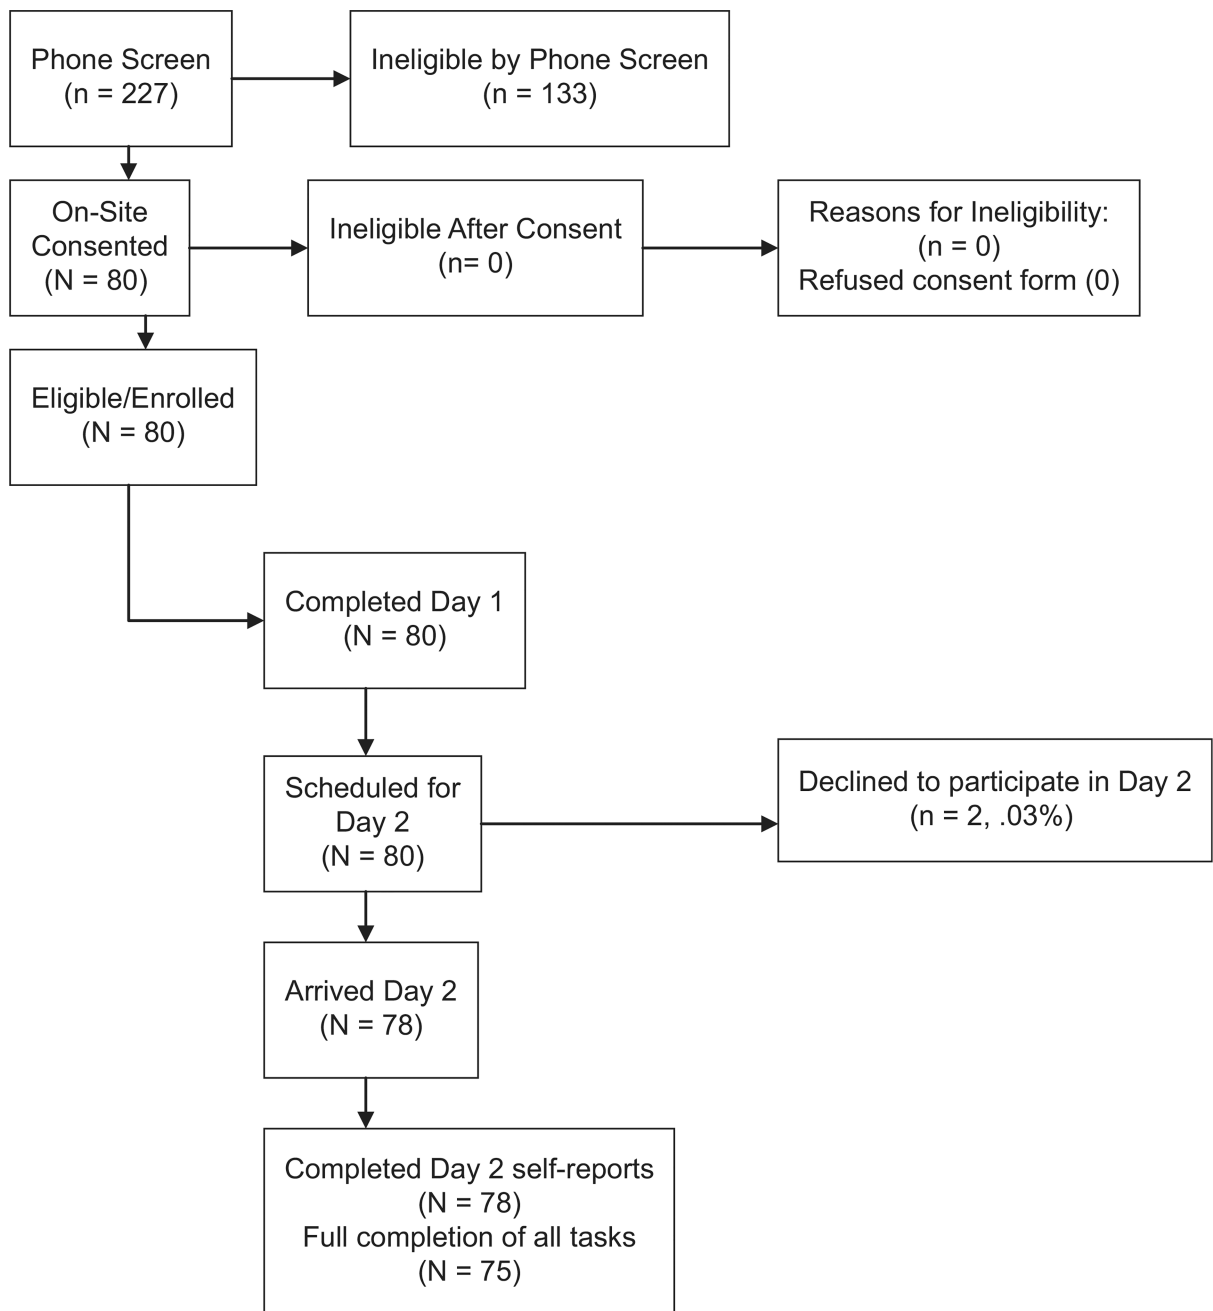 Phone Screen
(n = 227)
Ineligible by Phone Screen
(n = 133)
On-Site
Consented
(N = 80)
Ineligible After Consent
(n= 0)
Reasons for Ineligibility:
(n = 0)
Refused consent form (0)
Eligible/Enrolled
(N = 80)
Completed Day 1
(N = 80)
Scheduled for
Day 2
(N = 80)
Declined to participate in Day 2
(n = 2, .03%)
Arrived Day 2
(N = 78)
Completed Day 2 self-reports
(N = 78)
Full completion of all tasks
(N = 75)